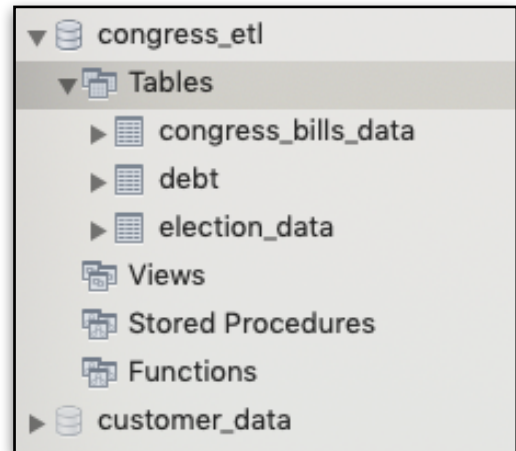 congress_etl
Tables
congress_bills_data
debt
election_data
Views
Stored Procedures
Functions
customer_data